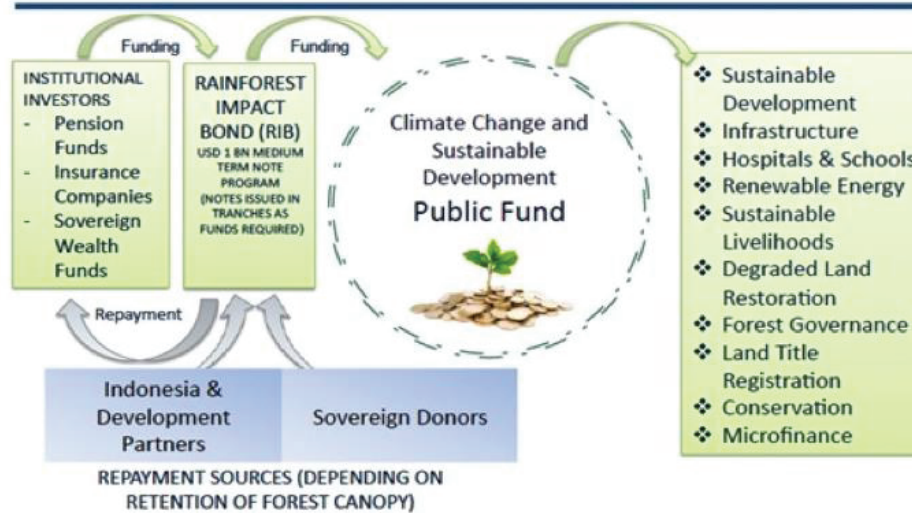 Funding
Funding
INSTITUTIONAL
INVESTORS
- Pension
Funds
- Insurance
Companies
- Sovereign
Wealth
Funds
RAINFOREST
IMPACT
BOND (RIB)
USD 1 BN MEDIUM
TERM NOTE
PROGRAM
(NOTES ISSUED IN
TRANCHES AS
FUNDS REQUIRED)
Climate Change and
Sustainable
Development
Public Fund
❖ Sustainable
Development
❖ Infrastructure
❖ Hospitals & Schools
❖ Renewable Energy
❖ Sustainable
Livelihoods
❖ Degraded Land
Restoration
❖ Forest Governance
❖ Land Title
Registration
❖ Conservation
❖ Microfinance
Repayment
Indonesia &
Development
Partners
Sovereign Donors
REPAYMENT SOURCES (DEPENDING ON
RETENTION OF FOREST CANOPY)